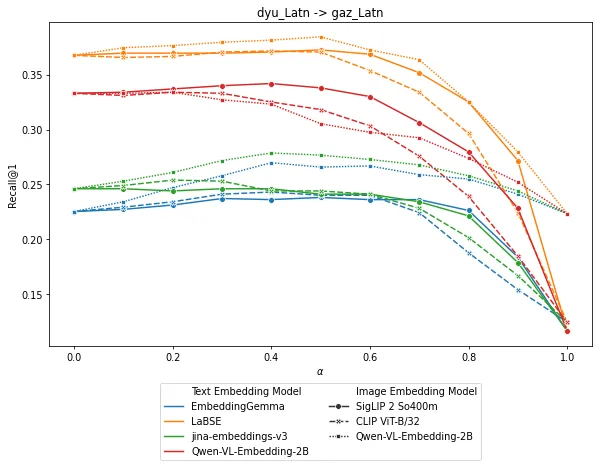 dyu_Latn -> gaz_Latn
Recall@1
0.35
0.30
0.25
0.20
0.15
0.0
0.2
0.4
0.6
0.8
1.0
α
Text Embedding Model
EmbeddingGemma
LaBSE
jina-embeddings-v3
Qwen-VL-Embedding-2B
Image Embedding Model
SigLIP 2 So400m
CLIP ViT-B/32
Qwen-VL-Embedding-2B